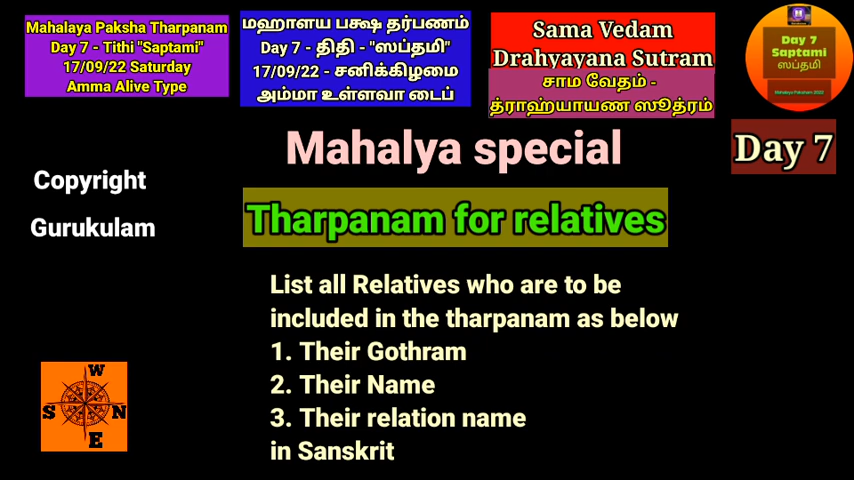 Mahalaya Paksha Tharpanam
Day 7 - Tithi "Saptami"
17/09/22 Saturday
Amma Alive Type
மஹாளய பக்ஷ தர்பணம்
Day 7 - திதி - "ஸப்தமி"
17/09/22 - சனிக்கிழமை
அம்மா உள்ளவா டைப்
Sama Vedam
Drahyayana Sutram
சாம வேதம் -
த்ராஹ்யாயண ஸூத்ரம்
Day 7
Saptami
ஸப்தமி
Mahalaya Paksham 2022
Mahalya special
Day 7
Copyright
Gurukulam
Tharpanam for relatives
List all Relatives who are to be
included in the tharpanam as below
1. Their Gothram
2. Their Name
3. Their relation name
in Sanskrit
W
S N
E